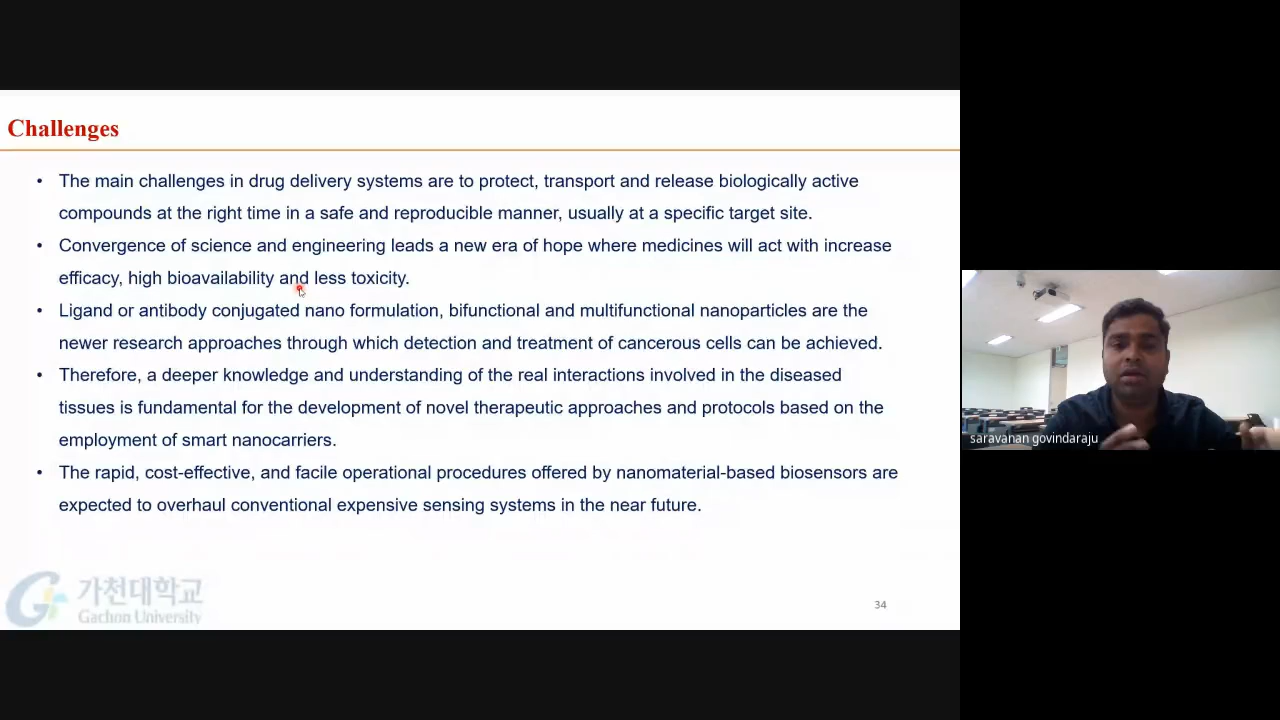 Challenges
• The main challenges in drug delivery systems are to protect, transport and release biologically active
compounds at the right time in a safe and reproducible manner, usually at a specific target site.
• Convergence of science and engineering leads a new era of hope where medicines will act with increase
efficacy, high bioavailability and less toxicity.
• Ligand or antibody conjugated nano formulation, bifunctional and multifunctional nanoparticles are the
newer research approaches through which detection and treatment of cancerous cells can be achieved.
• Therefore, a deeper knowledge and understanding of the real interactions involved in the diseased
tissues is fundamental for the development of novel therapeutic approaches and protocols based on the
employment of smart nanocarriers.
• The rapid, cost-effective, and facile operational procedures offered by nanomaterial-based biosensors are
expected to overhaul conventional expensive sensing systems in the near future.
가천대학교
Gachon University
34
saravanan govindaraju